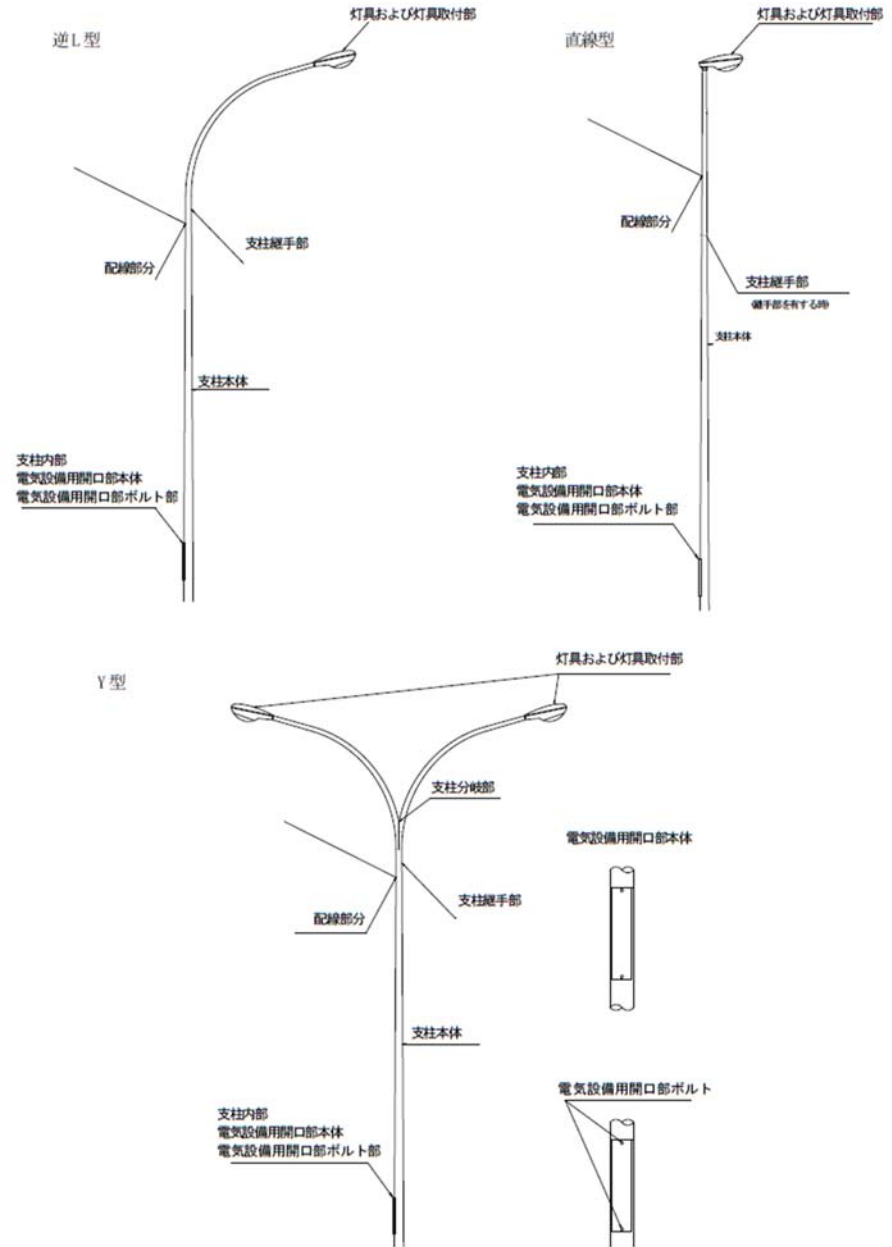 逆L型
灯具および灯具取付部
配線部分
支柱継手部
支柱本体
支柱内部
電気設備用開口部本体
電気設備用開口部ボルト部
直線型
灯具および灯具取付部
配線部分
支柱継手部
(継手部を有する時)
支柱本体
支柱内部
電気設備用開口部本体
電気設備用開口部ボルト部
Y型
灯具および灯具取付部
支柱分岐部
配線部分
支柱継手部
支柱本体
支柱内部
電気設備用開口部本体
電気設備用開口部ボルト部
電気設備用開口部本体
電気設備用開口部ボルト